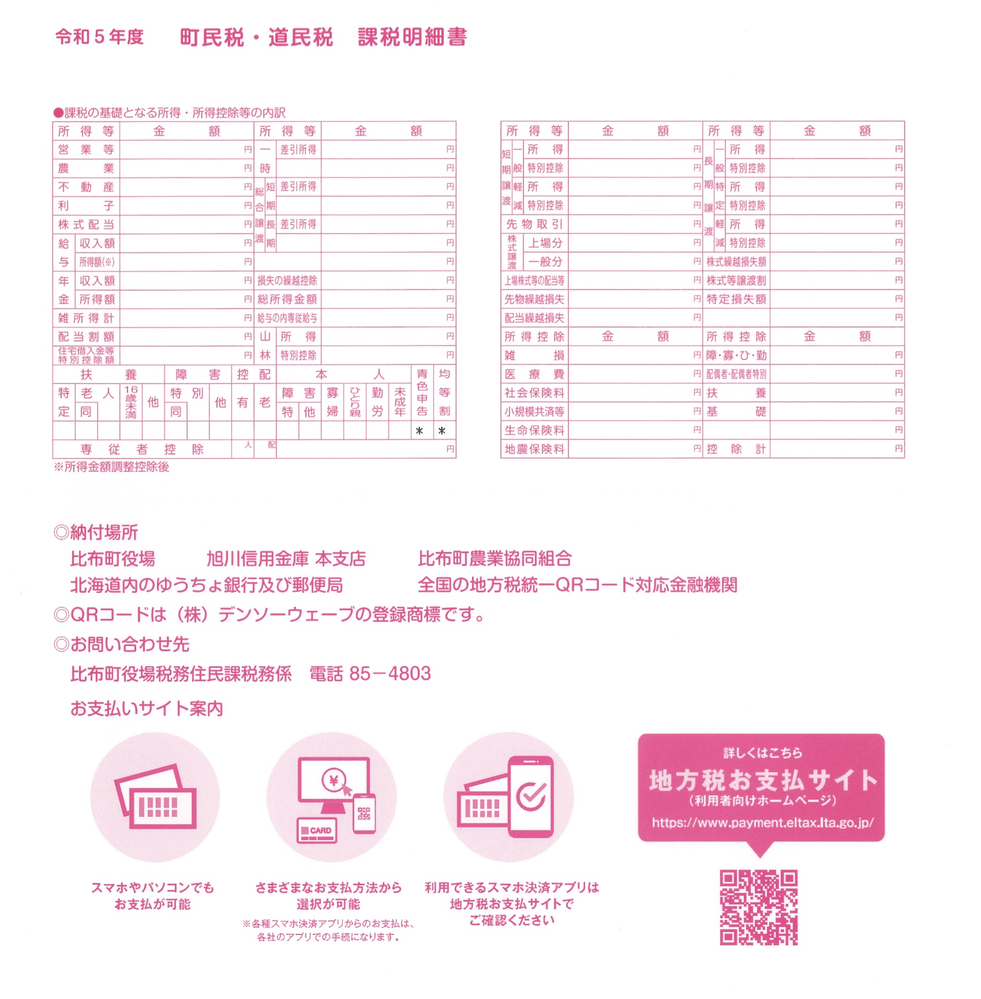 令和5年度　町民税・道民税　課税明細書
●課税の基礎となる所得・所得控除等の内訳
所得等 金額 所得等 金額
営業等 円 一時 差引所得 円
農業 円 円
不動産 円 総合譲渡 短期 差引所得 円
利子 円 円
株式配当 円 長期 差引所得 円
給与 収入額 円 円
所得額(※) 円 円
年金 収入額 円 損失の繰越控除 円
所得額 円 総所得金額 円
雑所得計 円 給与の内専従給与 円
配当割額 円 山林 所得 円
住宅借入金等特別控除額 円 特別控除 円
扶養 障害 控配 本人 青色申告 均等割
特定 老人 同 16歳未満 他 特別 同 他 有 老 障害 特 他 寡婦 ひとり親 勤労 未成年
* *
専従者控除 人 配 円
※所得金額調整控除後
所得等 金額 所得等 金額
短期譲渡 一般 所得 円 長期譲渡 一般 所得 円
特別控除 円 特別控除 円
軽減 所得 円 特定 所得 円
特別控除 円 特別控除 円
先物取引 円 軽減 所得 円
株式譲渡 上場分 円 特別控除 円
一般分 円 株式繰越損失額 円
上場株式等の配当等 円 株式等譲渡割 円
先物繰越損失 円 特定損失額 円
配当繰越損失 円 円
所得控除 金額 所得控除 金額
雑損 円 障・寡・ひ・勤 円
医療費 円 配偶者・配偶者特別 円
社会保険料 円 扶養 円
小規模共済等 円 基礎 円
生命保険料 円 円
地震保険料 円 控除計 円
◎納付場所
比布町役場 旭川信用金庫 本支店 比布町農業協同組合
北海道内のゆうちょ銀行及び郵便局 全国の地方税統一QRコード対応金融機関
◎QRコードは（株）デンソーウェーブの登録商標です。
◎お問い合わせ先
比布町役場税務住民課税務係　電話 85－4803
お支払いサイト案内
¥
CARD
スマホやパソコンでも
お支払が可能
さまざまなお支払方法から
選択が可能
※各種スマホ決済アプリからのお支払は、
各社のアプリでの手続になります。
利用できるスマホ決済アプリは
地方税お支払サイトで
ご確認ください
詳しくはこちら
地方税お支払サイト
（利用者向けホームページ）
https://www.payment.eltax.lta.go.jp/